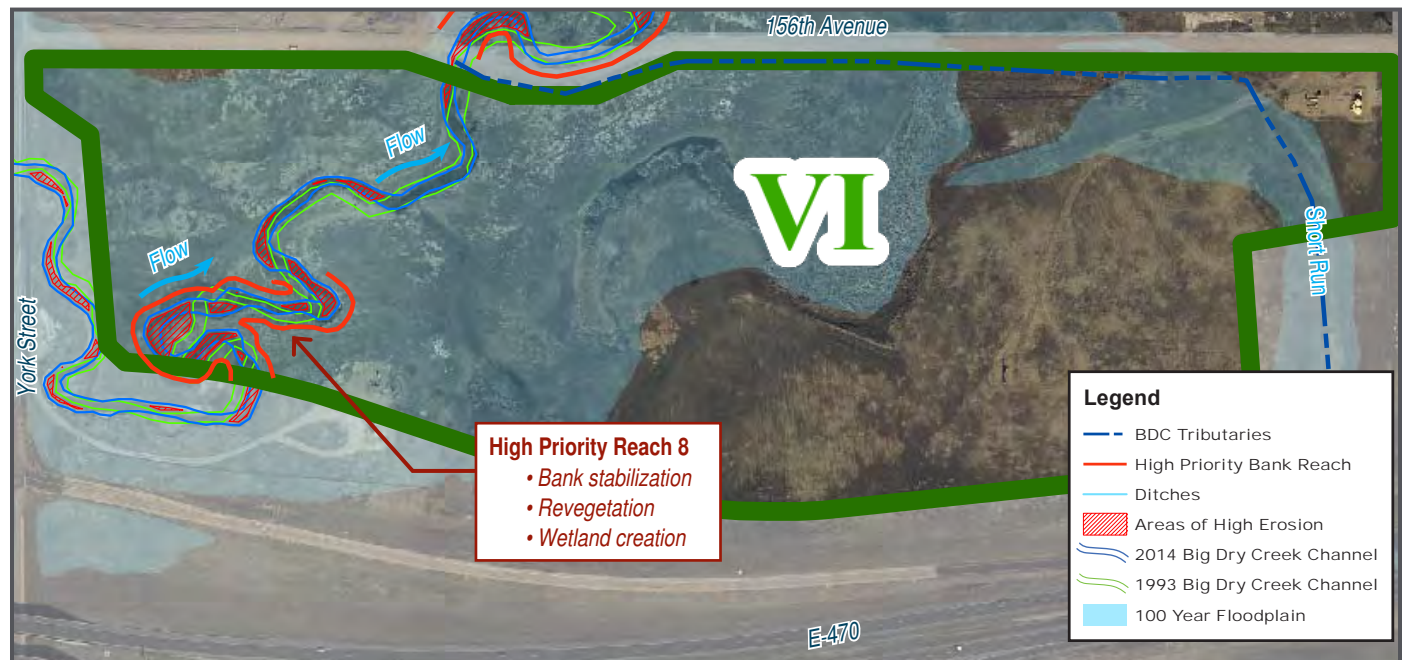 156th Avenue
Flow
VI
Flow
Short Run
York Street
High Priority Reach 8
• Bank stabilization
• Revegetation
• Wetland creation
E-470
Legend
BDC Tributaries
High Priority Bank Reach
Ditches
Areas of High Erosion
2014 Big Dry Creek Channel
1993 Big Dry Creek Channel
100 Year Floodplain